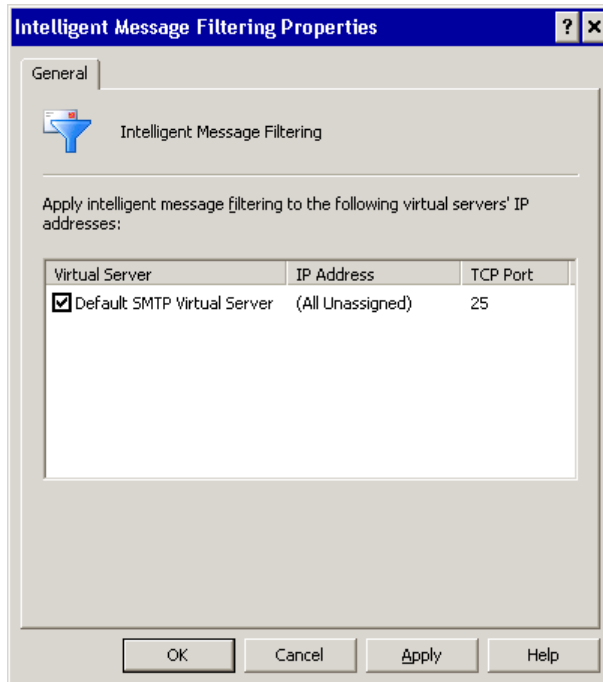 Intelligent Message Filtering Properties
General
Intelligent Message Filtering
Apply intelligent message filtering to the following virtual servers' IP
addresses:
Virtual Server IP Address TCP Port
Default SMTP Virtual Server (All Unassigned) 25
OK Cancel Apply Help